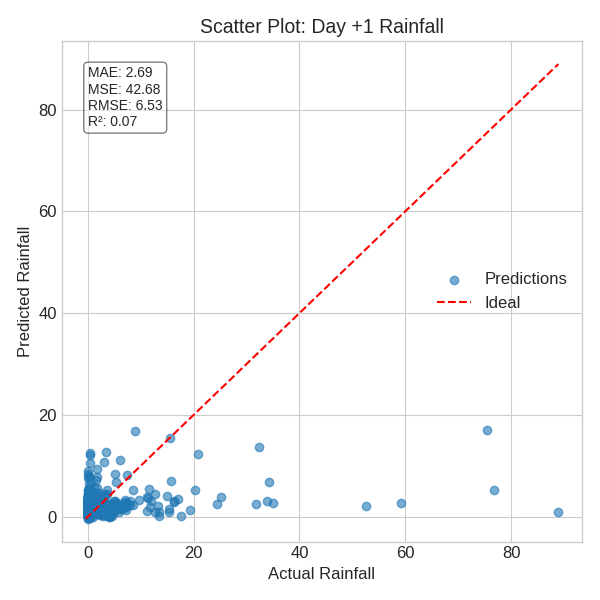 Scatter Plot: Day +1 Rainfall
MAE: 2.69
MSE: 42.68
RMSE: 6.53
R²: 0.07
80
60
40
20
0
Predicted Rainfall
Predictions
Ideal
0 20 40 60 80
Actual Rainfall